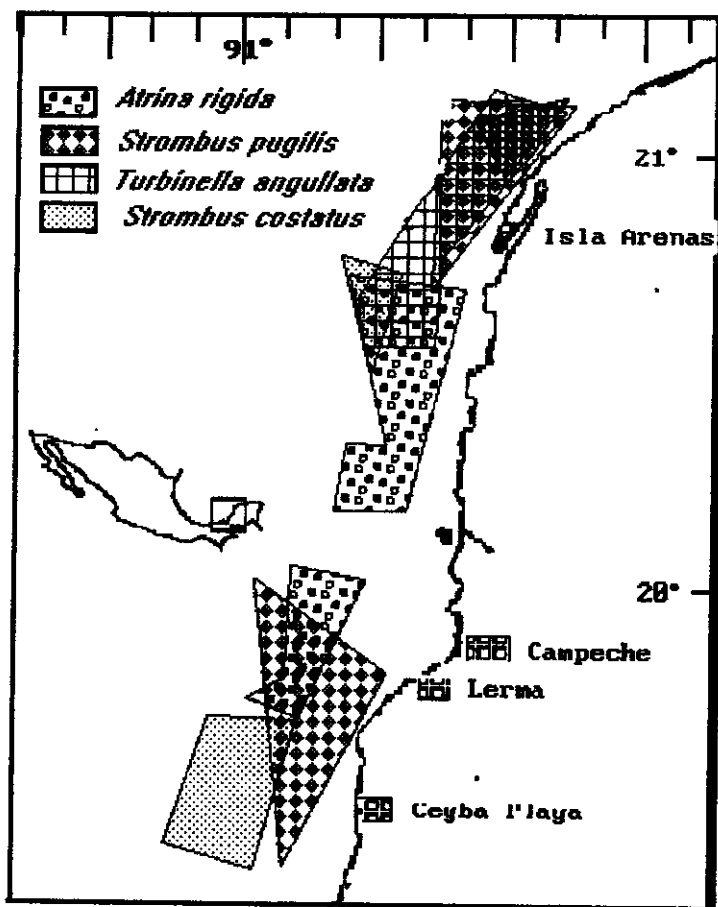 91°
Atrina rigida
Strombus pugilis
Turbinella angullata
Strombus costatus
21°
Isla Arenas
20°
Campeche
Lerma
Ceyba Playa